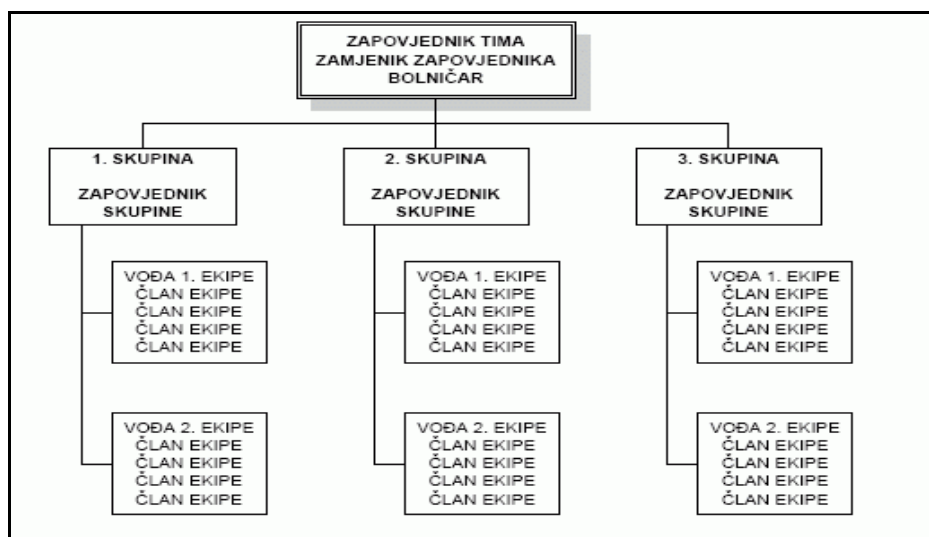 ZAPOVJEDNIK TIMA
ZAMJENIK ZAPOVJEDNIKA
BOLNIČAR
1. SKUPINA
ZAPOVJEDNIK
SKUPINE
2. SKUPINA
ZAPOVJEDNIK
SKUPINE
3. SKUPINA
ZAPOVJEDNIK
SKUPINE
VOĐA 1. EKIPE
ČLAN EKIPE
ČLAN EKIPE
ČLAN EKIPE
ČLAN EKIPE
VOĐA 1. EKIPE
ČLAN EKIPE
ČLAN EKIPE
ČLAN EKIPE
ČLAN EKIPE
VOĐA 1. EKIPE
ČLAN EKIPE
ČLAN EKIPE
ČLAN EKIPE
ČLAN EKIPE
VOĐA 2. EKIPE
ČLAN EKIPE
ČLAN EKIPE
ČLAN EKIPE
ČLAN EKIPE
VOĐA 2. EKIPE
ČLAN EKIPE
ČLAN EKIPE
ČLAN EKIPE
ČLAN EKIPE
VOĐA 2. EKIPE
ČLAN EKIPE
ČLAN EKIPE
ČLAN EKIPE
ČLAN EKIPE